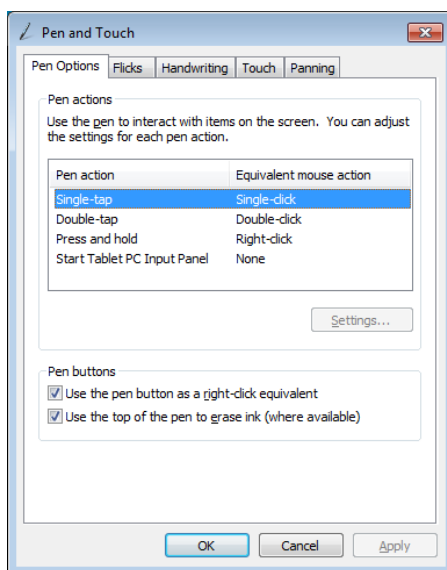 Pen and Touch
Pen Options Flicks Handwriting Touch Panning
Pen actions
Use the pen to interact with items on the screen. You can adjust
the settings for each pen action.
Pen action Equivalent mouse action
Single-tap Single-click
Double-tap Double-click
Press and hold Right-click
Start Tablet PC Input Panel None
Settings...
Pen buttons
Use the pen button as a right-click equivalent
Use the top of the pen to erase ink (where available)
OK Cancel Apply